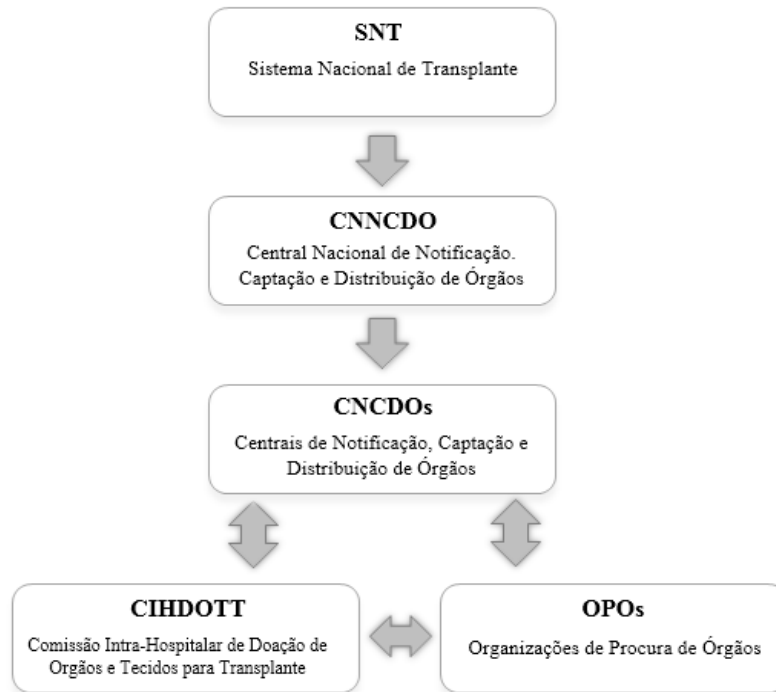 SNT
Sistema Nacional de Transplante
CNNCDO
Central Nacional de Notificação.
Captação e Distribuição de Órgãos
CNCDOs
Centrais de Notificação, Captação e
Distribuição de Órgãos
CIHDOTT
Comissão Intra-Hospitalar de Doação de
Orgãos e Tecidos para Transplante
OPOs
Organizações de Procura de Órgãos